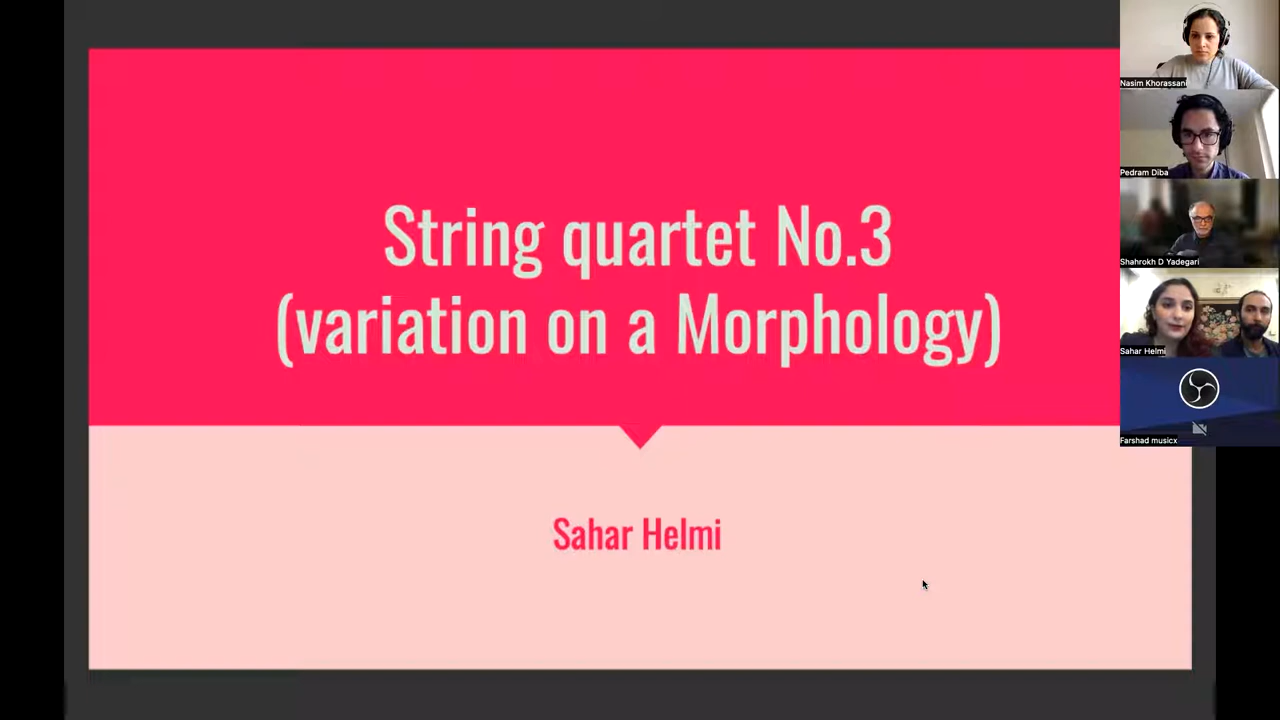 String quartet No.3
(variation on a Morphology)
Sahar Helmi
Nasim Khorassani
Pedram Diba
Shahrokh D Yadegari
Sahar Helmi
Farshad musicx